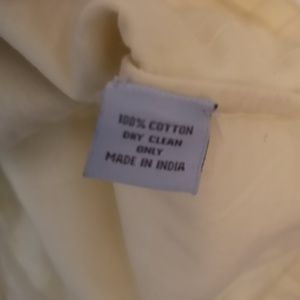 100% COTTON
DRY CLEAN
ONLY
MADE IN INDIA